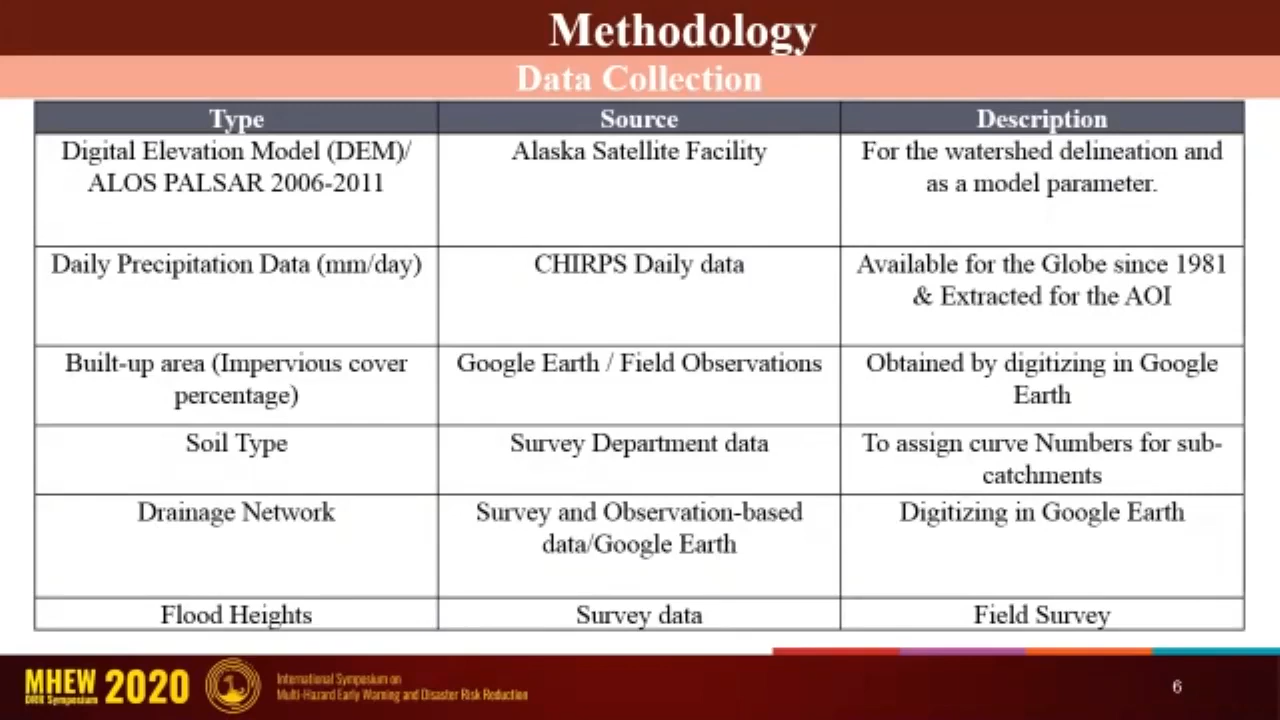 Methodology
Data Collection
Type Source Description
Digital Elevation Model (DEM)/
ALOS PALSAR 2006-2011
Alaska Satellite Facility
For the watershed delineation and
as a model parameter.
Daily Precipitation Data (mm/day)
CHIRPS Daily data
Available for the Globe since 1981
& Extracted for the AOI
Built-up area (Impervious cover
percentage)
Google Earth / Field Observations
Obtained by digitizing in Google
Earth
Soil Type
Survey Department data
To assign curve Numbers for sub-
catchments
Drainage Network
Survey and Observation-based
data/Google Earth
Digitizing in Google Earth
Flood Heights
Survey data
Field Survey
MHEW
DRR Symposium
2020
International Symposium on
Multi-Hazard Early Warning and Disaster Risk Reduction
6